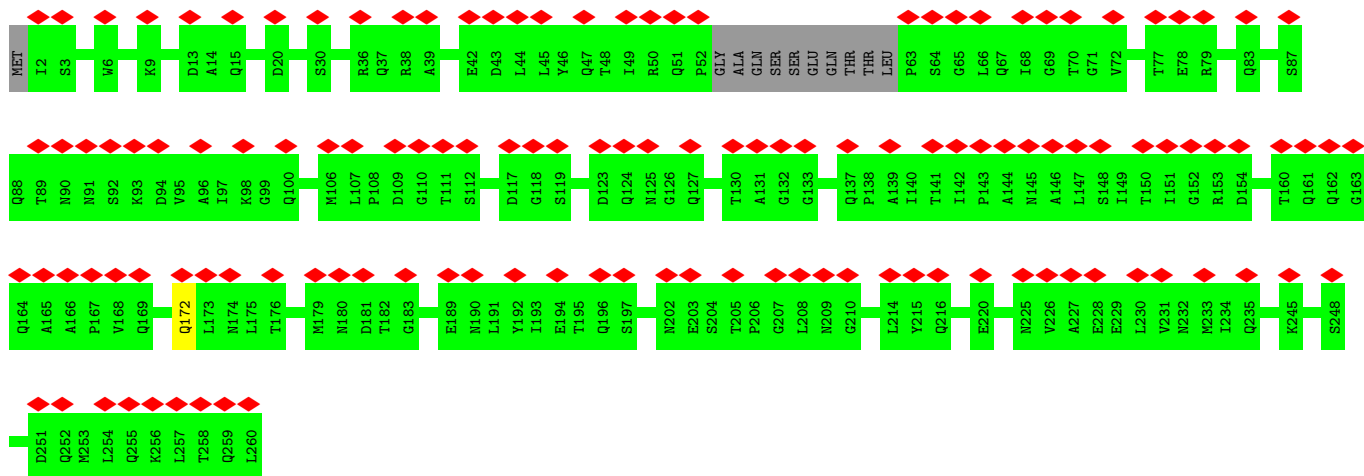 MET I2 S3 W6 K9 D13 A14 Q15 D20 S30 R36 Q37 R38 A39 E42 D43 L44 L45 Y46 Q47 T48 I49 R50 Q51 P52 GLY ALA GLN SER SER GLU GLN THR THR LEU P63 S64 G65 L66 Q67 I68 G69 T70 G71 V72 T77 E78 R79 Q83 S87
Q88 T89 N90 N91 S92 K93 D94 V95 A96 I97 K98 G99 Q100 M106 L107 P108 D109 G110 T111 S112 D117 G118 S119 D123 Q124 N125 G126 Q127 T130 A131 G132 G133 Q137 P138 A139 I140 T141 I142 P143 A144 N145 A146 L147 S148 I149 T150 I151 G152 R153 D154 T160 Q161 Q162 G163
Q164 A165 A166 P167 V168 Q169 Q172 L173 N174 L175 I176 M179 N180 D181 T182 G183 E189 N190 L191 Y192 I193 E194 T195 Q196 S197 N202 E203 S204 T205 P206 G207 L208 N209 G210 L214 Y215 Q216 E220 N225 V226 A227 E228 E229 L230 V231 N232 M233 I234 Q235 K245 S248
D251 Q252 M253 L254 Q255 K256 L257 T258 Q259 L260